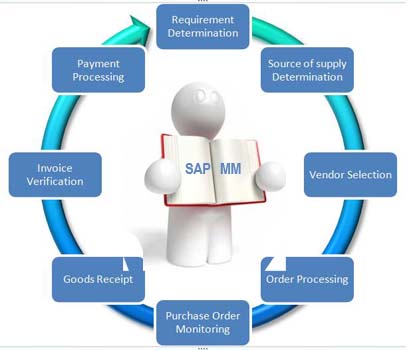 Requirement
Determination
Source of supply
Determination
Vendor Selection
Order Processing
Purchase Order
Monitoring
Goods Receipt
Invoice
Verification
Payment
Processing
SAP MM